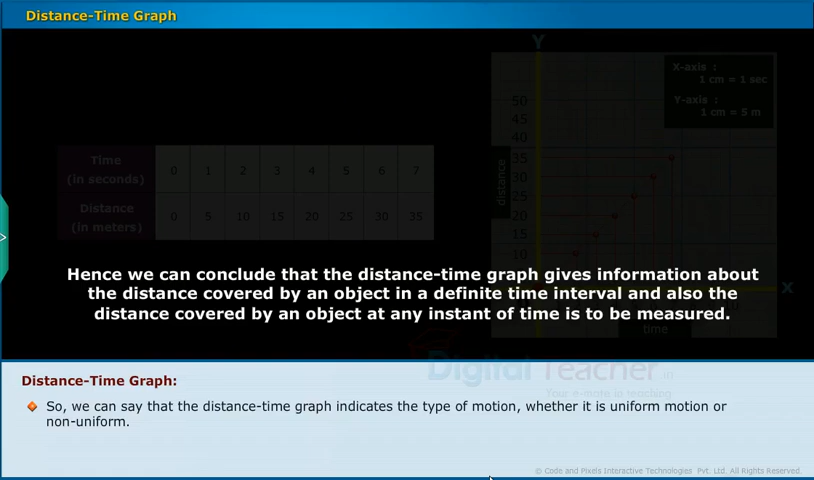 Distance-Time Graph
Y
X-axis :
1 cm = 1 sec
Y-axis :
1 cm = 5 m
50
45
40
35
30
25
20
15
10
distance
X
time
Time (in seconds) 0 1 2 3 4 5 6 7
Distance (in meters) 0 5 10 15 20 25 30 35
Hence we can conclude that the distance-time graph gives information about
the distance covered by an object in a definite time interval and also the
distance covered by an object at any instant of time is to be measured.
Digital Teacher.in
Your e-mate in teaching
Distance-Time Graph:
So, we can say that the distance-time graph indicates the type of motion, whether it is uniform motion or
non-uniform.
© Code and Pixels Interactive Technologies Pvt. Ltd. All Rights Reserved.